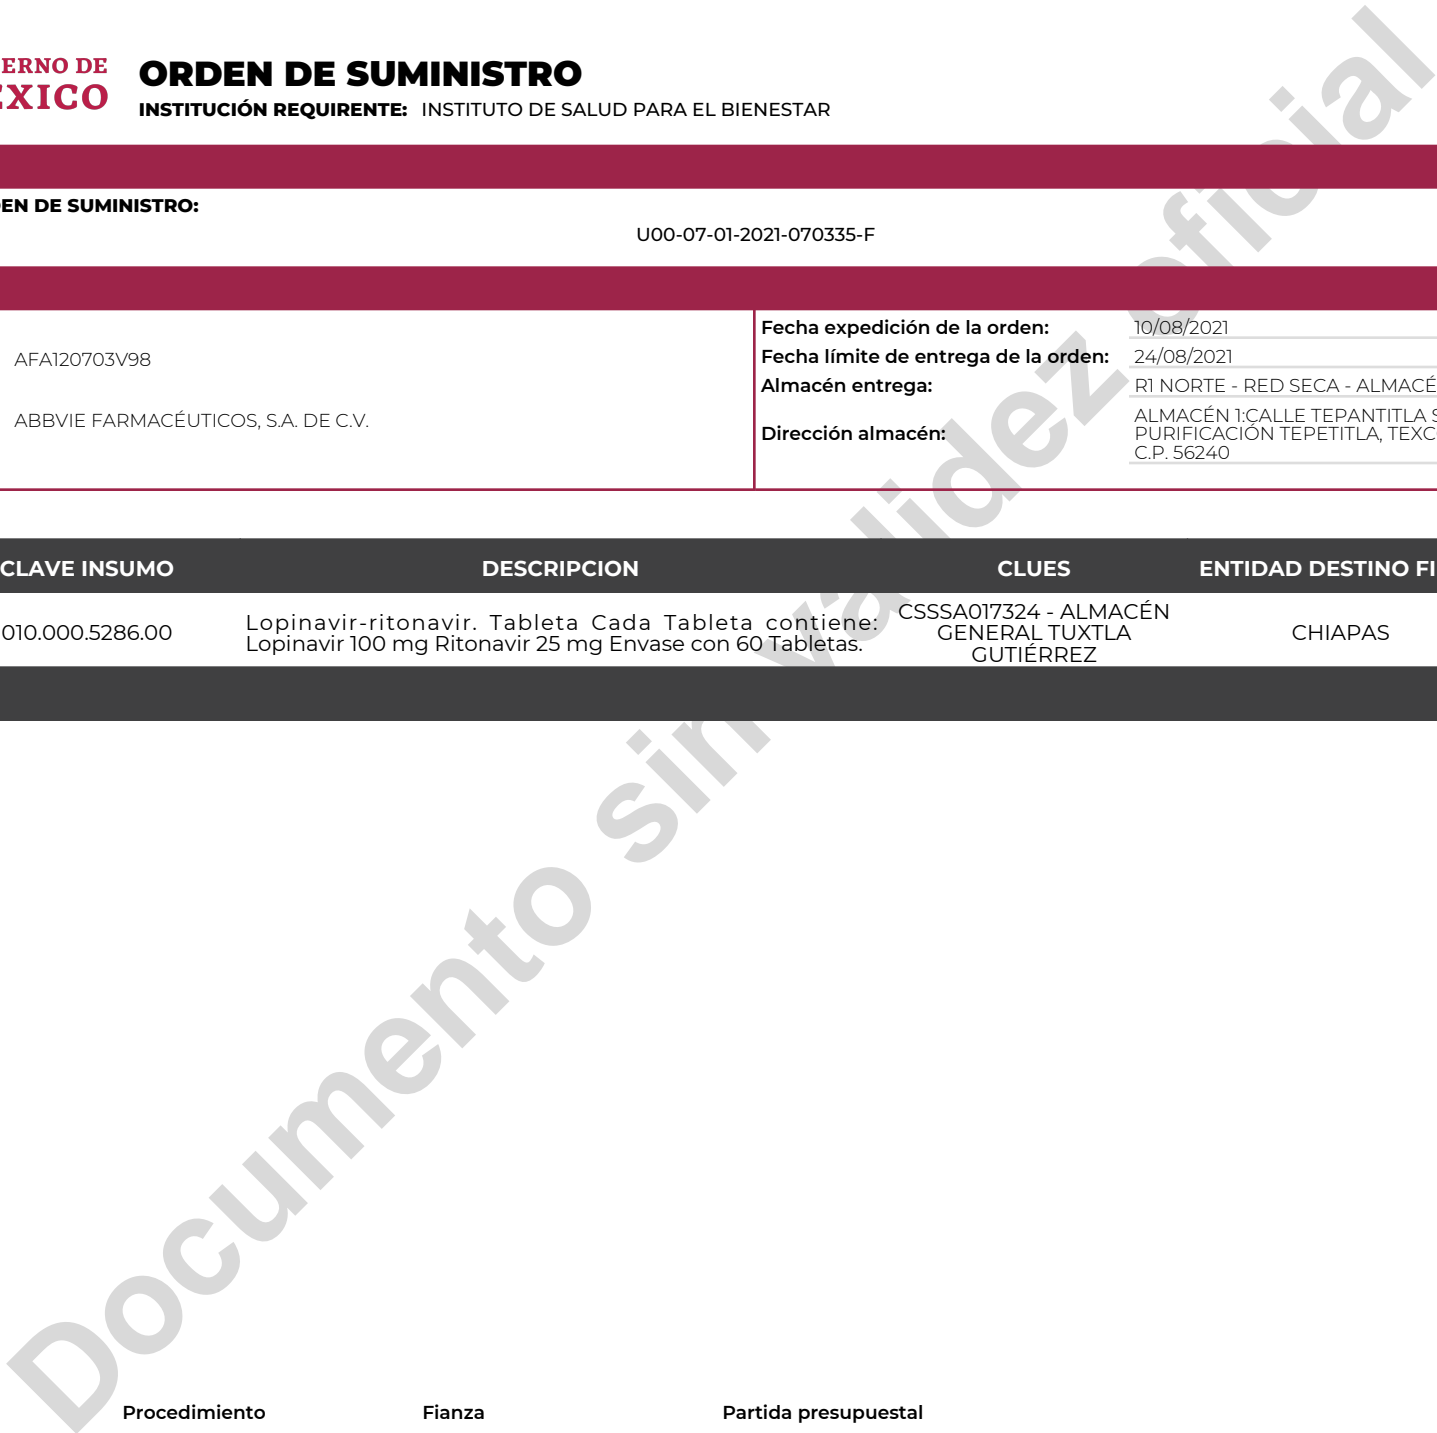 ERNO DE
EXICO
ORDEN DE SUMINISTRO
INSTITUCIÓN REQUIRENTE: INSTITUTO DE SALUD PARA EL BIENESTAR
EN DE SUMINISTRO:
U00-07-01-2021-070335-F
AFA120703V98
ABBVIE FARMACÉUTICOS, S.A. DE C.V.
Fecha expedición de la orden: 10/08/2021
Fecha límite de entrega de la orden: 24/08/2021
Almacén entrega: R1 NORTE - RED SECA - ALMACÉ
Dirección almacén: ALMACÉN 1:CALLE TEPANTITLA S
PURIFICACIÓN TEPETITLA, TEXC
C.P. 56240
CLAVE INSUMO DESCRIPCION CLUES ENTIDAD DESTINO FI
010.000.5286.00
Lopinavir-ritonavir. Tableta Cada Tableta contiene:
Lopinavir 100 mg Ritonavir 25 mg Envase con 60 Tabletas.
CSSSA017324 - ALMACÉN
GENERAL TUXTLA
GUTIÉRREZ
CHIAPAS
Documento sin validez oficial
Procedimiento Fianza Partida presupuestal